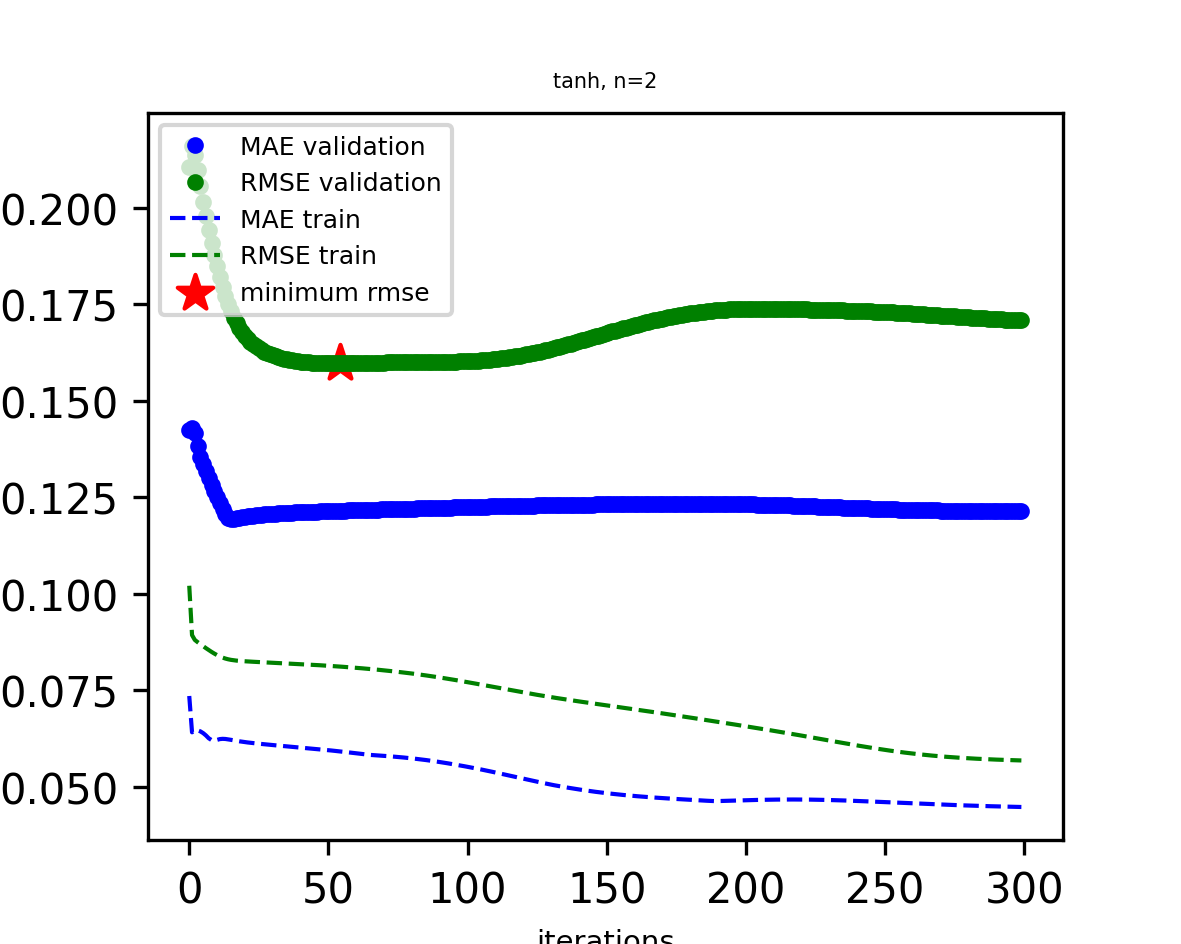 tanh, n=2
MAE validation
RMSE validation
MAE train
RMSE train
minimum rmse
0.200
0.175
0.150
0.125
0.100
0.075
0.050
0 50 100 150 200 250 300
iterations